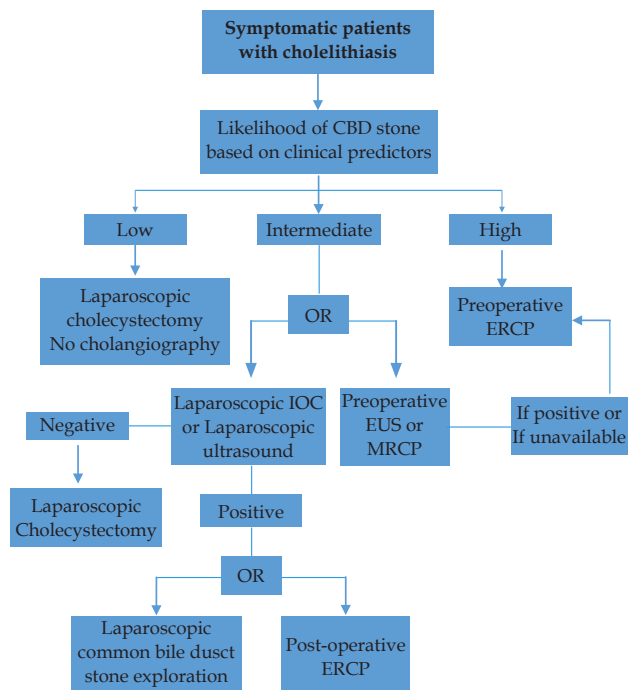 Symptomatic patients
with cholelithiasis
Likelihood of CBD stone
based on clinical predictors
Low
Intermediate
High
Laparoscopic
cholecystectomy
No cholangiography
OR
Preoperative
ERCP
Negative
Laparoscopic IOC
or Laparoscopic
ultrasound
Preoperative
EUS or
MRCP
If positive or
If unavailable
Laparoscopic
Cholecystectomy
Positive
OR
Laparoscopic
common bile dusct
stone exploration
Post-operative
ERCP